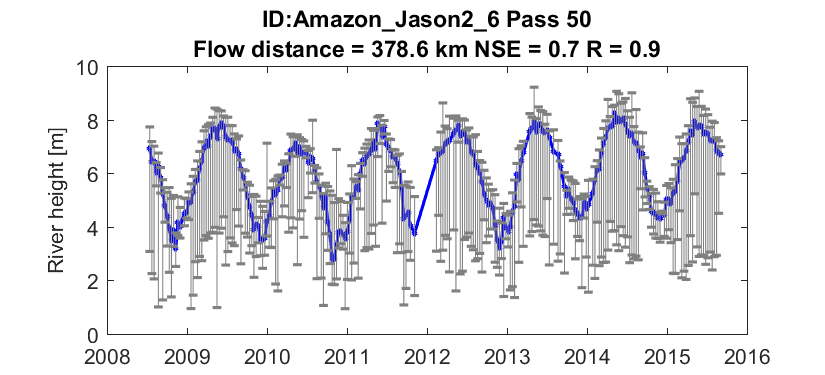 ID:Amazon_Jason2_6 Pass 50
Flow distance = 378.6 km NSE = 0.7 R = 0.9
River height [m]
10
8
6
4
2
0
2008 2009 2010 2011 2012 2013 2014 2015 2016